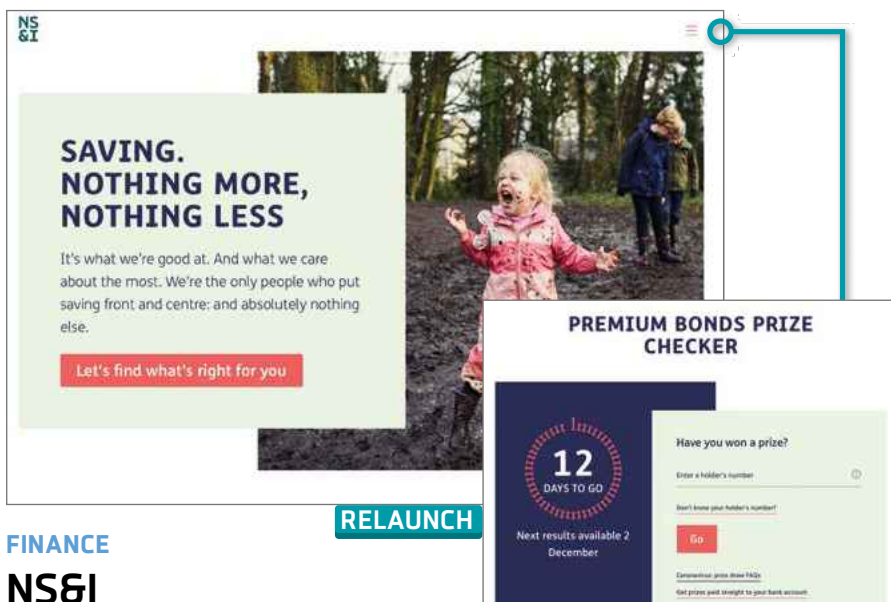 NS
&I
SAVING.
NOTHING MORE,
NOTHING LESS
It's what we're good at. And what we care
about the most. We're the only people who put
saving front and centre: and absolutely nothing
else.
Let's find what's right for you
PREMIUM BONDS PRIZE
CHECKER
12
DAYS TO GO
Next results available 2
December
Have you won a prize?
Enter a holder's number
Don't know your holder's number?
Go
Coronavirus: prize draw FAQs
Get prizes paid straight to your bank account
RELAUNCH
FINANCE
NS&I